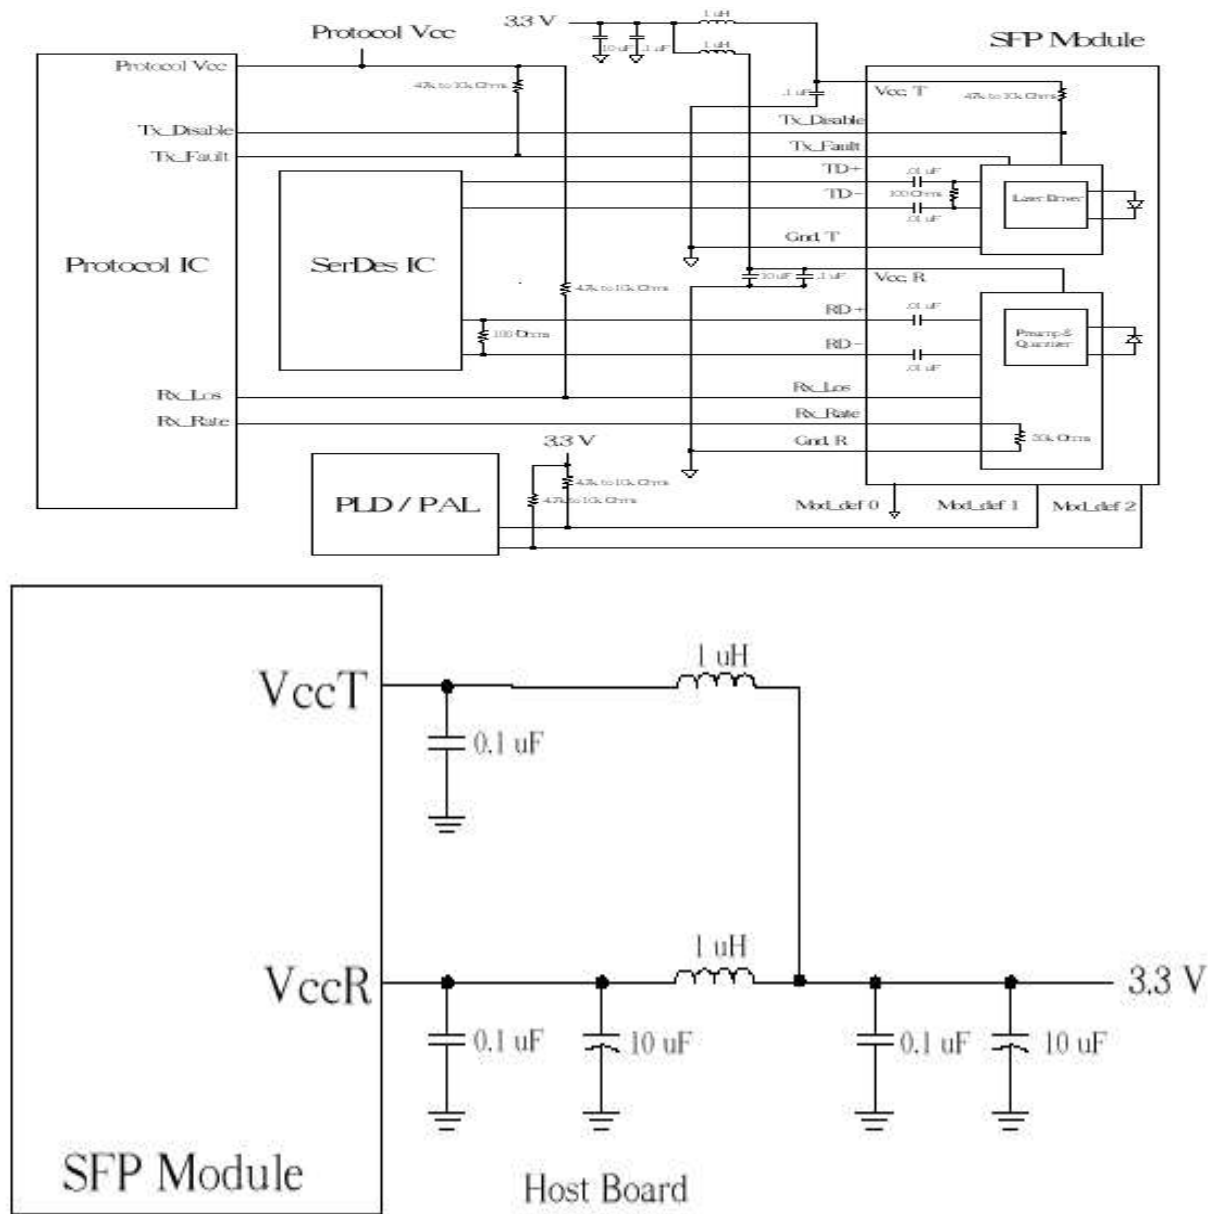 3.3 V
1 uH
Protocol Vcc
10 uF
.1 uF
1 uH
SFP Module
Protocol Vcc
4.7k to 10k Ohms
.1 uF
Vcc, T
4.7k to 10k Ohms
Tx_Disable
Tx_Disable
Tx_Fault
Tx_Fault
TD+
.01 uF
TD-
100 Ohms
.01 uF
Laser Driver
Gnd, T
Protocol IC
SerDes IC
10 uF
.1 uF
Vcc, R
4.7k to 10k Ohms
RD+
.01 uF
100 Ohms
RD-
.01 uF
Preamp &
Quantizer
Rx_Los
Rx_Los
Rx_Rate
Rx_Rate
3.3 V
Gnd, R
30k Ohms
4.7k to 10k Ohms
4.7k to 10k Ohms
PLD / PAL
Mod_def 0
Mod_def 1
Mod_def 2
1 uH
VccT
0.1 uF
1 uH
VccR
3.3 V
0.1 uF
10 uF
0.1 uF
10 uF
SFP Module
Host Board